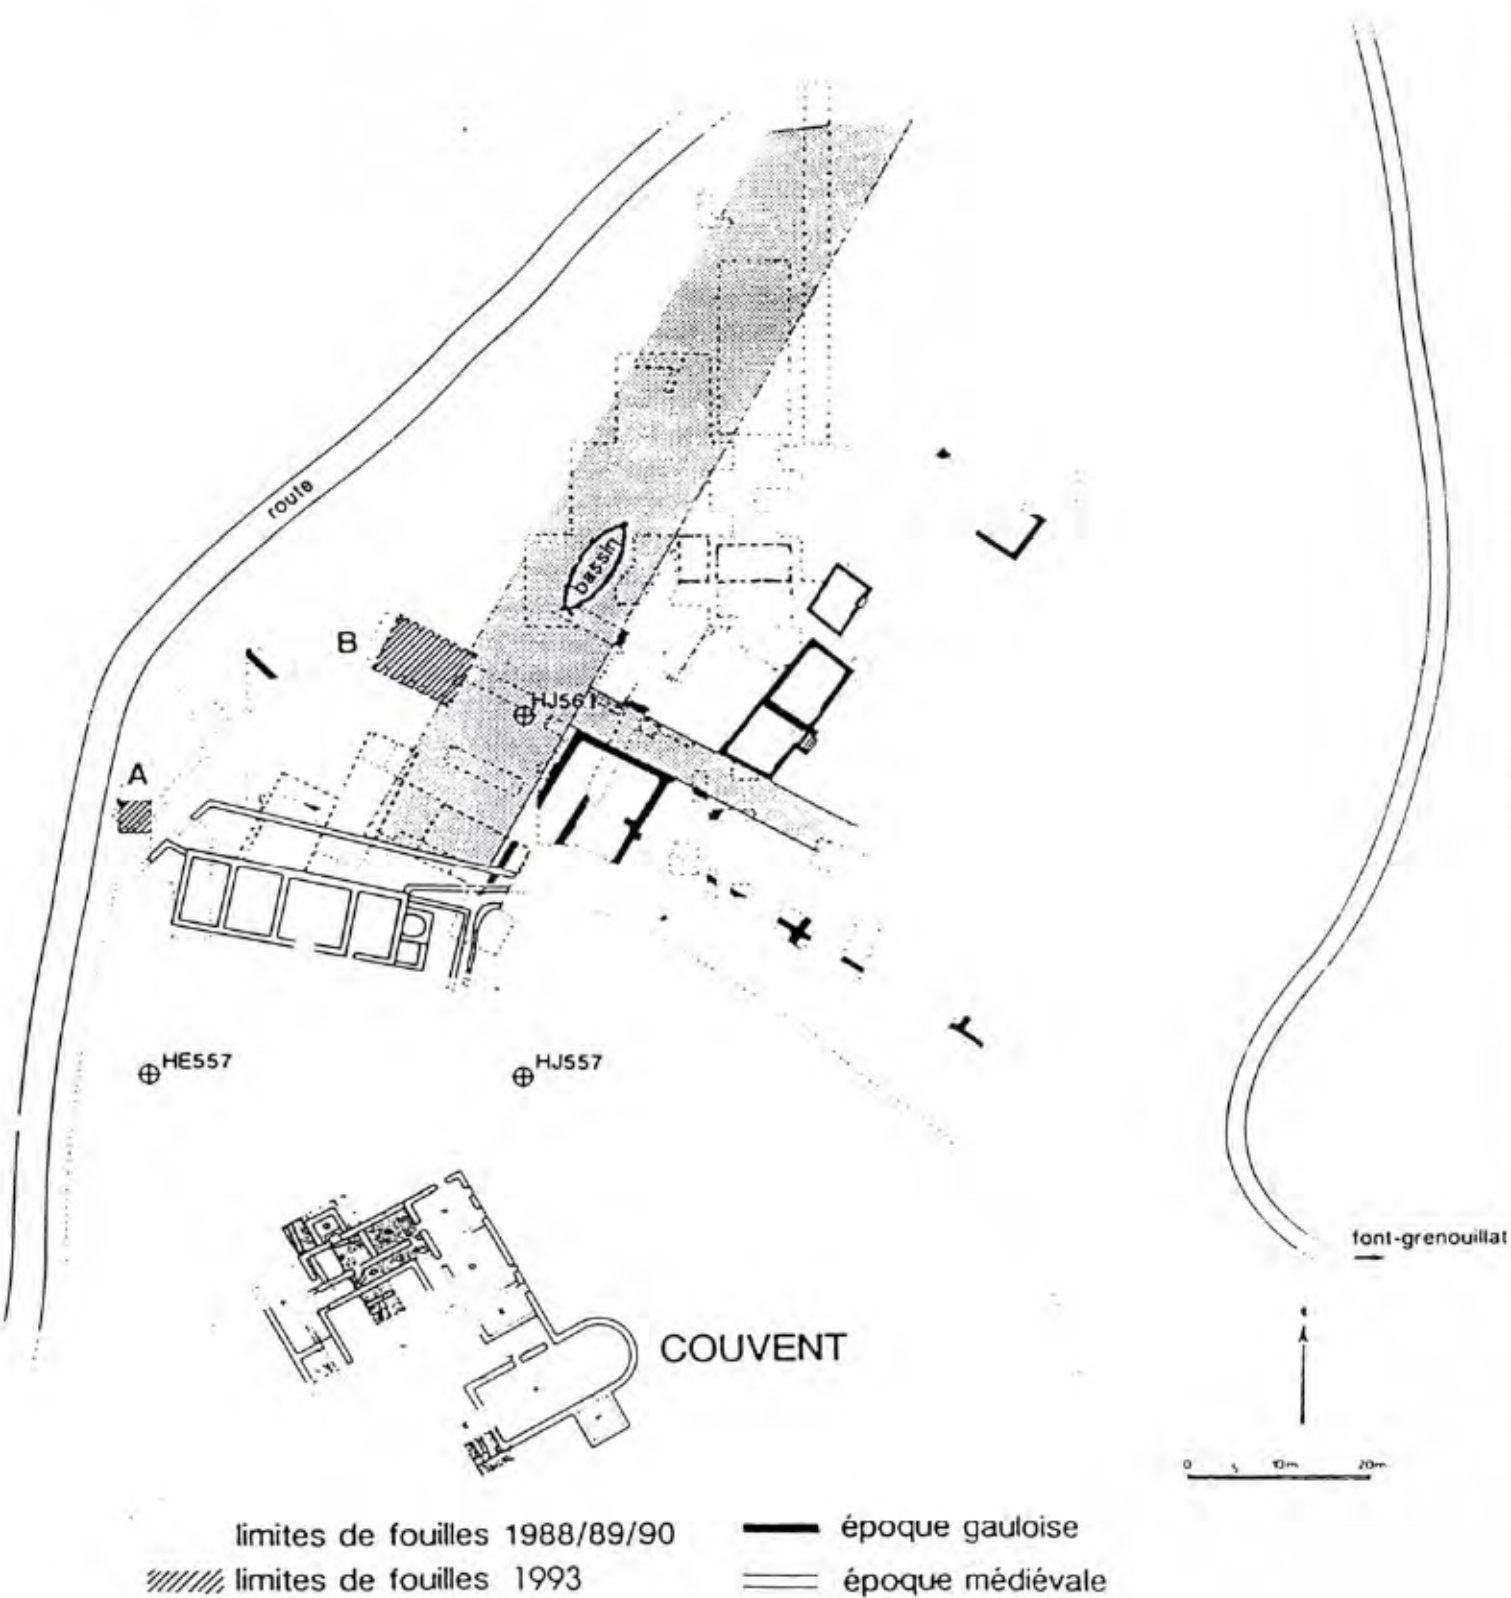 route
bassin
B
HJ561
A
HE557
HJ557
font-grenouillat
COUVENT
0 5 10m 20m
limites de fouilles 1988/89/90
époque gauloise
limites de fouilles 1993
époque médiévale